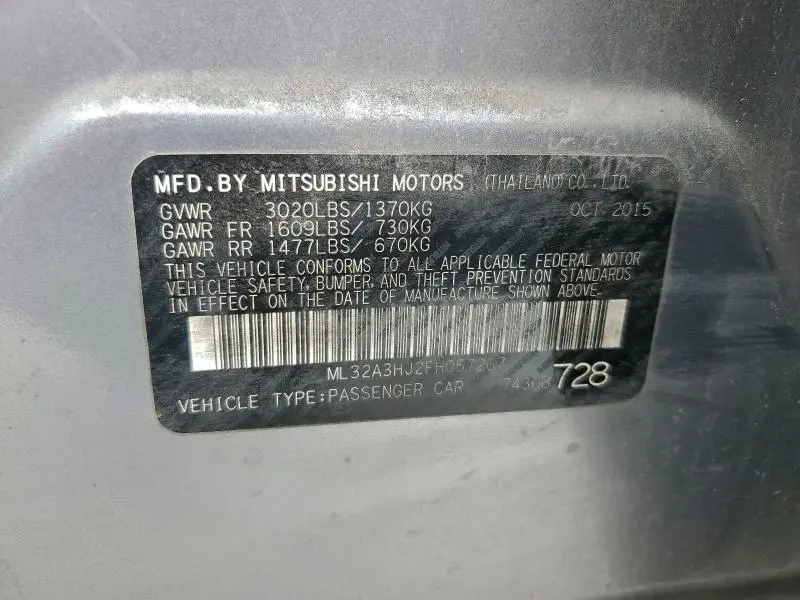 MFD.BY MITSUBISHI MOTORS (THAILAND) CO.,LTD.
GVWR 3020LBS/1370KG OCT-2015
GAWR FR 1609LBS/ 730KG
GAWR RR 1477LBS/ 670KG
THIS VEHICLE CONFORMS TO ALL APPLICABLE FEDERAL MOTOR
VEHICLE SAFETY, BUMPER, AND THEFT PREVENTION STANDARDS
IN EFFECT ON THE DATE OF MANUFACTURE SHOWN ABOVE.
VEHICLE TYPE:PASSENGER CAR 728